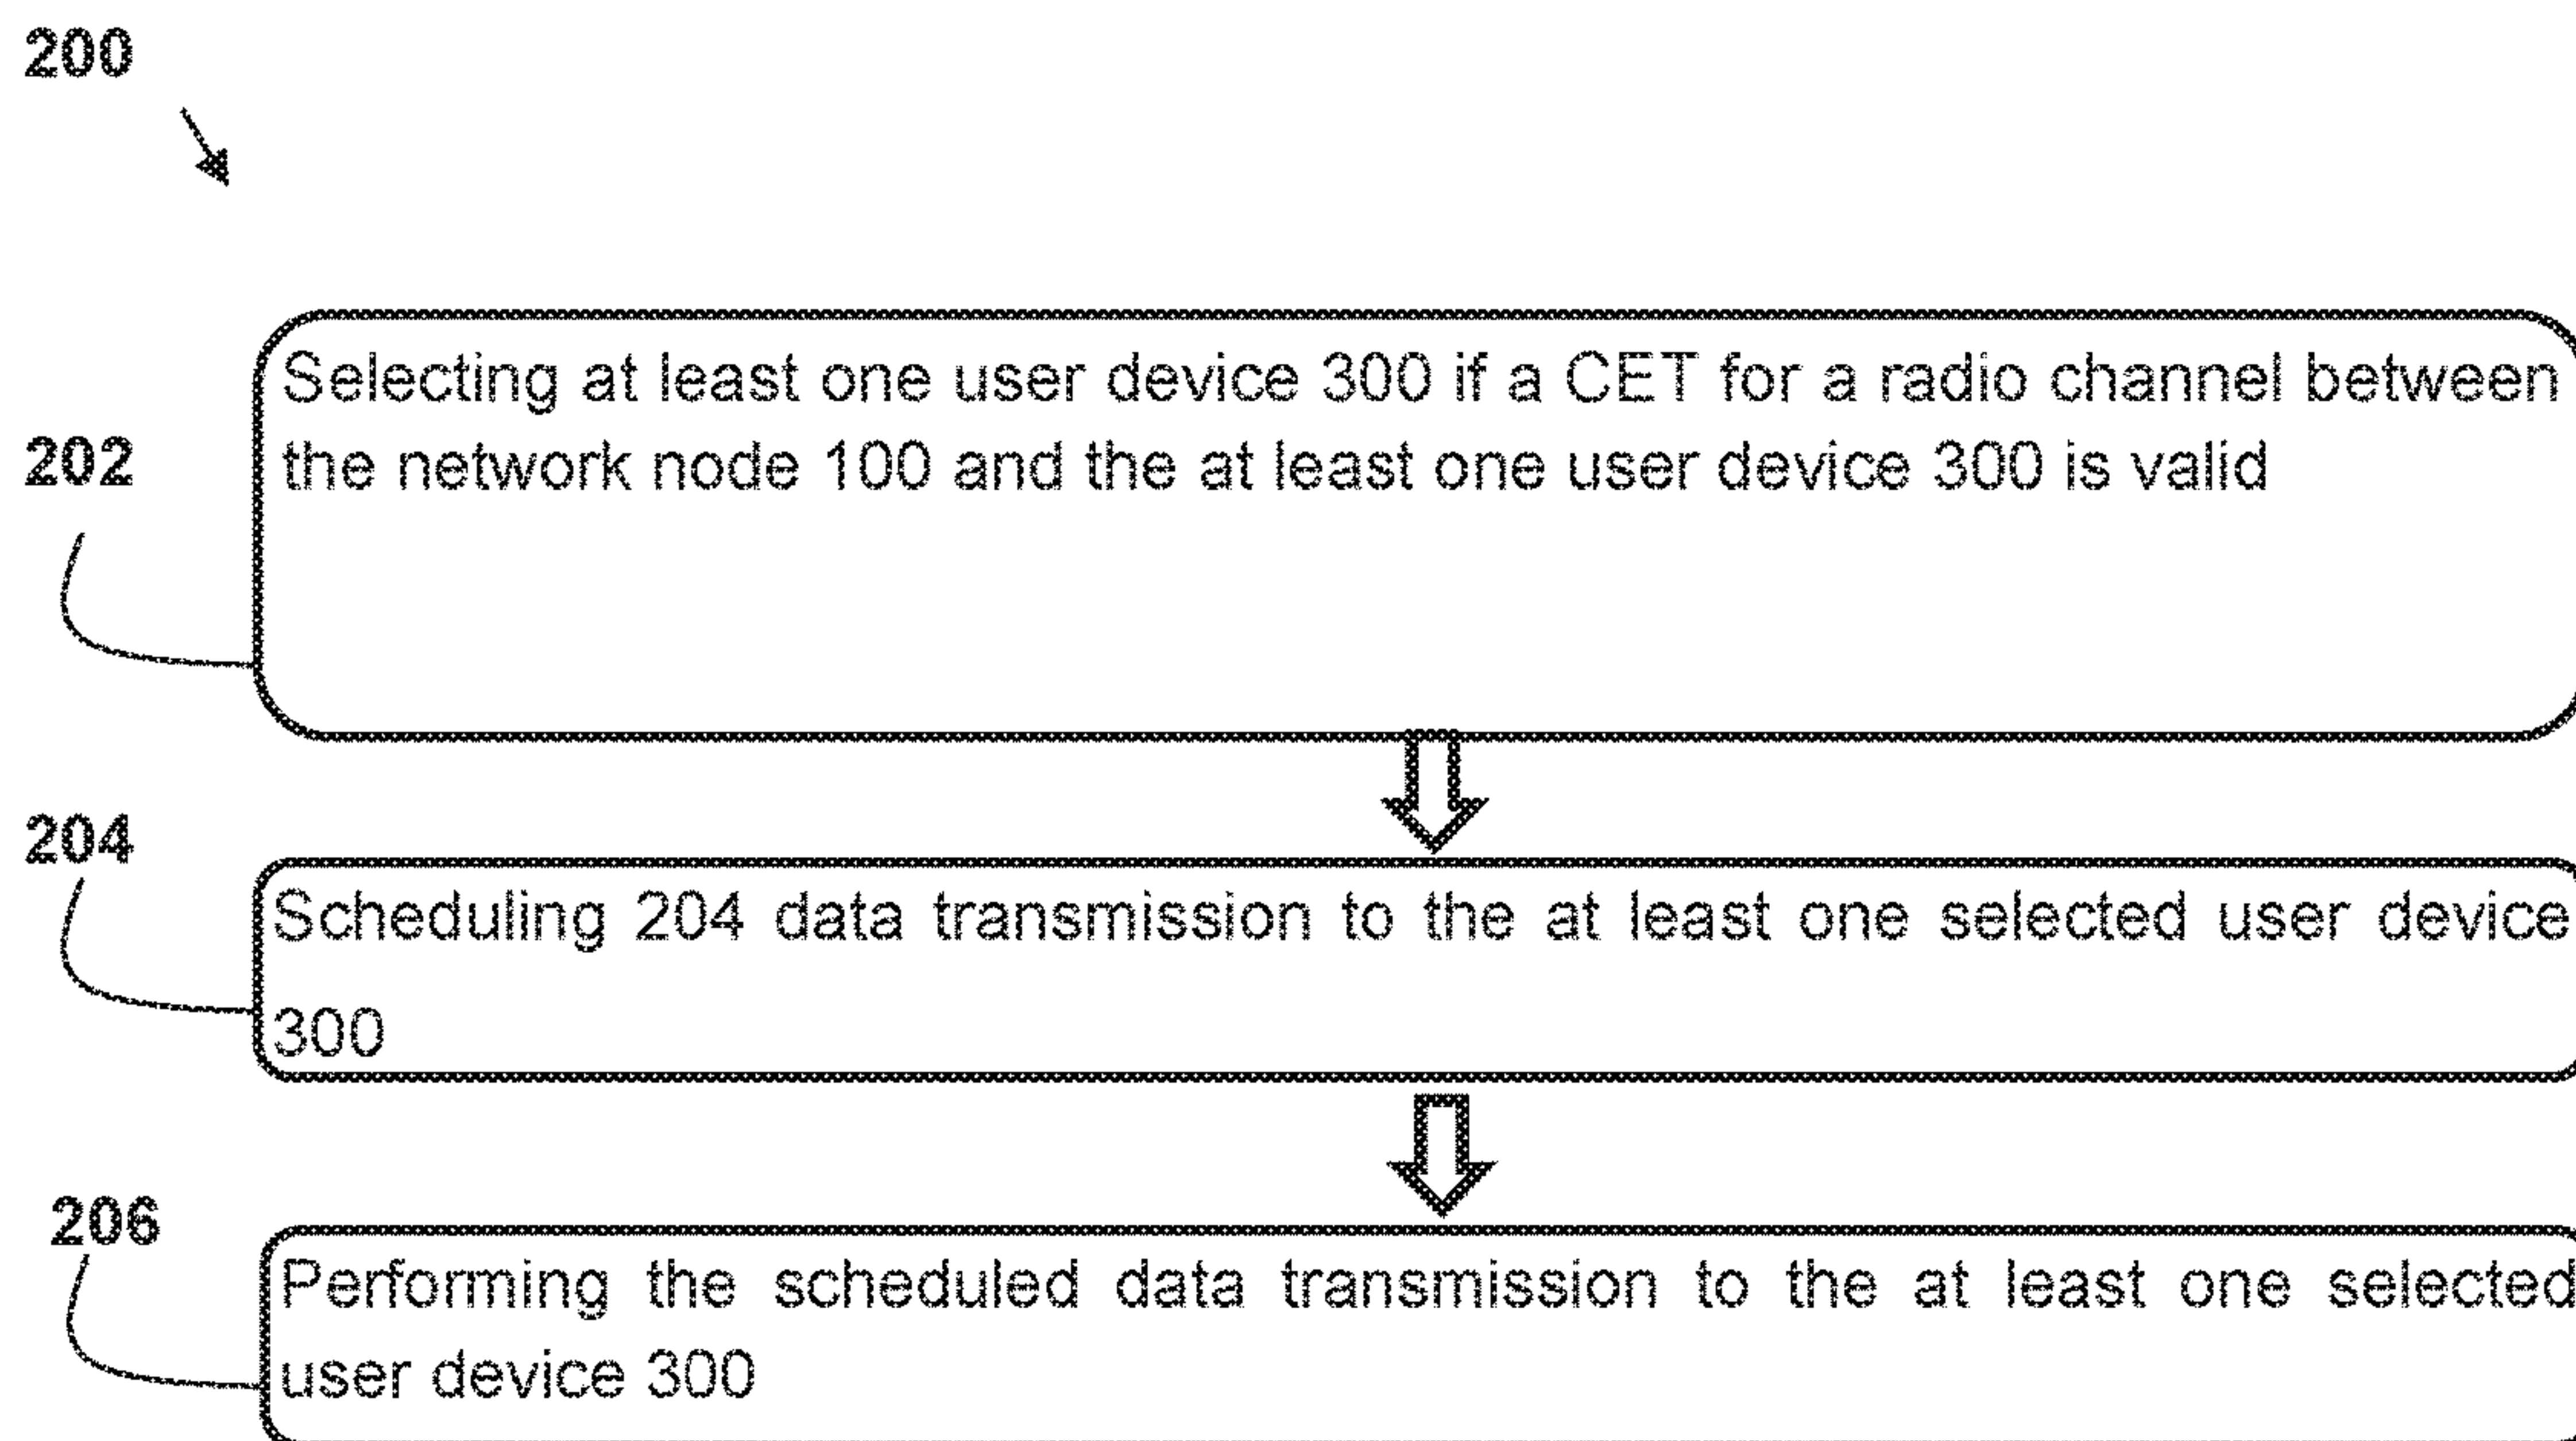 200
Selecting at least one user device 300 if a CET for a radio channel between
202
the network node 100 and the at least one user device 300 is valid
204
Scheduling 204 data transmission to the at least one selected user device
300
206
Performing the scheduled data transmission to the at least one selected
user device 300